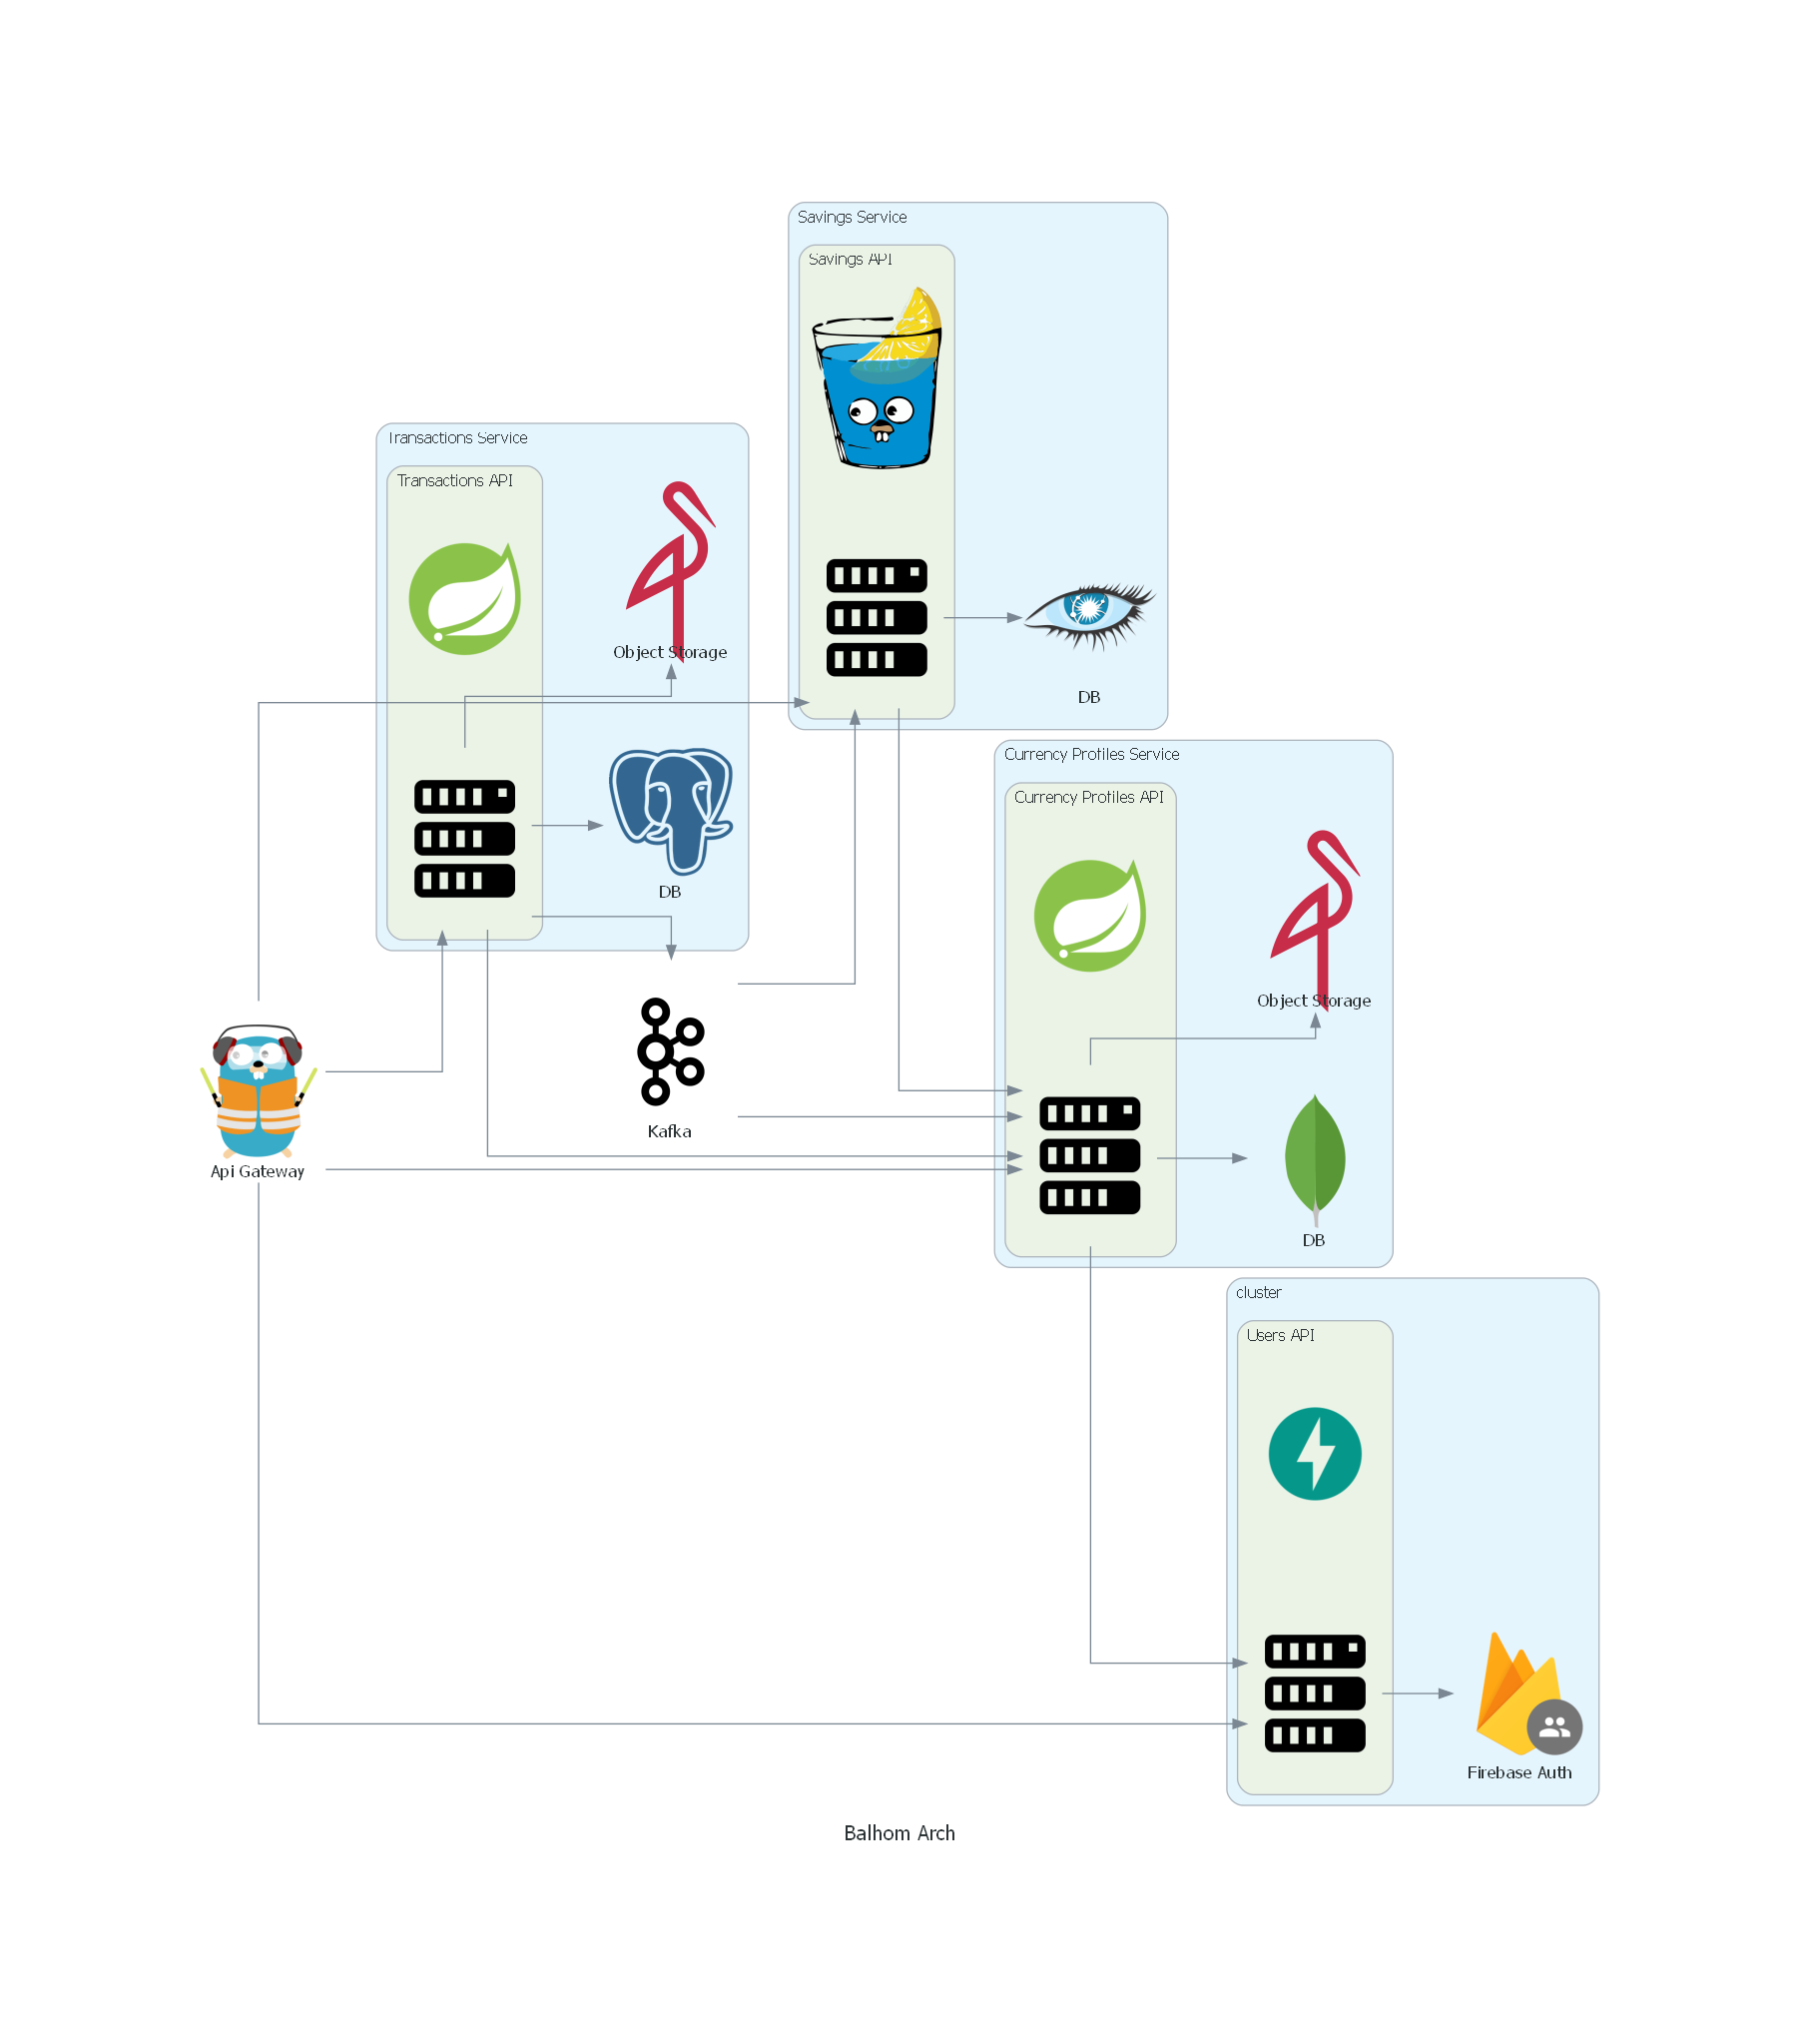 Savings Service
Savings API
DB
Transactions Service
Transactions API
Object Storage
DB
Currency Profiles Service
Currency Profiles API
Object Storage
DB
Kafka
Api Gateway
cluster
Users API
Firebase Auth
Balhom Arch